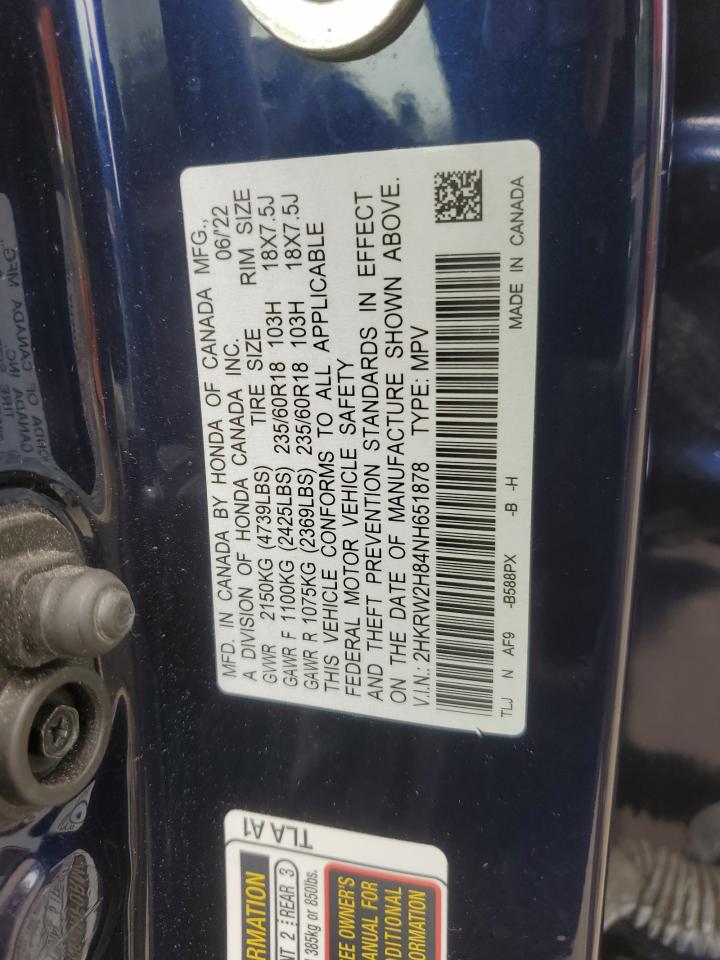 MFD. IN CANADA BY HONDA OF CANADA MFG.,
A DIVISION OF HONDA CANADA INC. 06/'22
GVWR 2150KG (4739LBS) TIRE SIZE RIM SIZE
GAWR F 1100KG (2425LBS) 235/60R18 103H 18X7.5J
GAWR R 1075KG (2369LBS) 235/60R18 103H 18X7.5J
THIS VEHICLE CONFORMS TO ALL APPLICABLE
FEDERAL MOTOR VEHICLE SAFETY
AND THEFT PREVENTION STANDARDS IN EFFECT
ON THE DATE OF MANUFACTURE SHOWN ABOVE.
V.I.N.: 2HKRW2H84NH651878 TYPE: MPV
TLJ N AF9 -B588PX -B -H MADE IN CANADA
TLA A1
RMATION
NT 2 REAR 3
385kg or 850lbs.
EE OWNER'S
ANUAL FOR
DDITIONAL
FORMATION